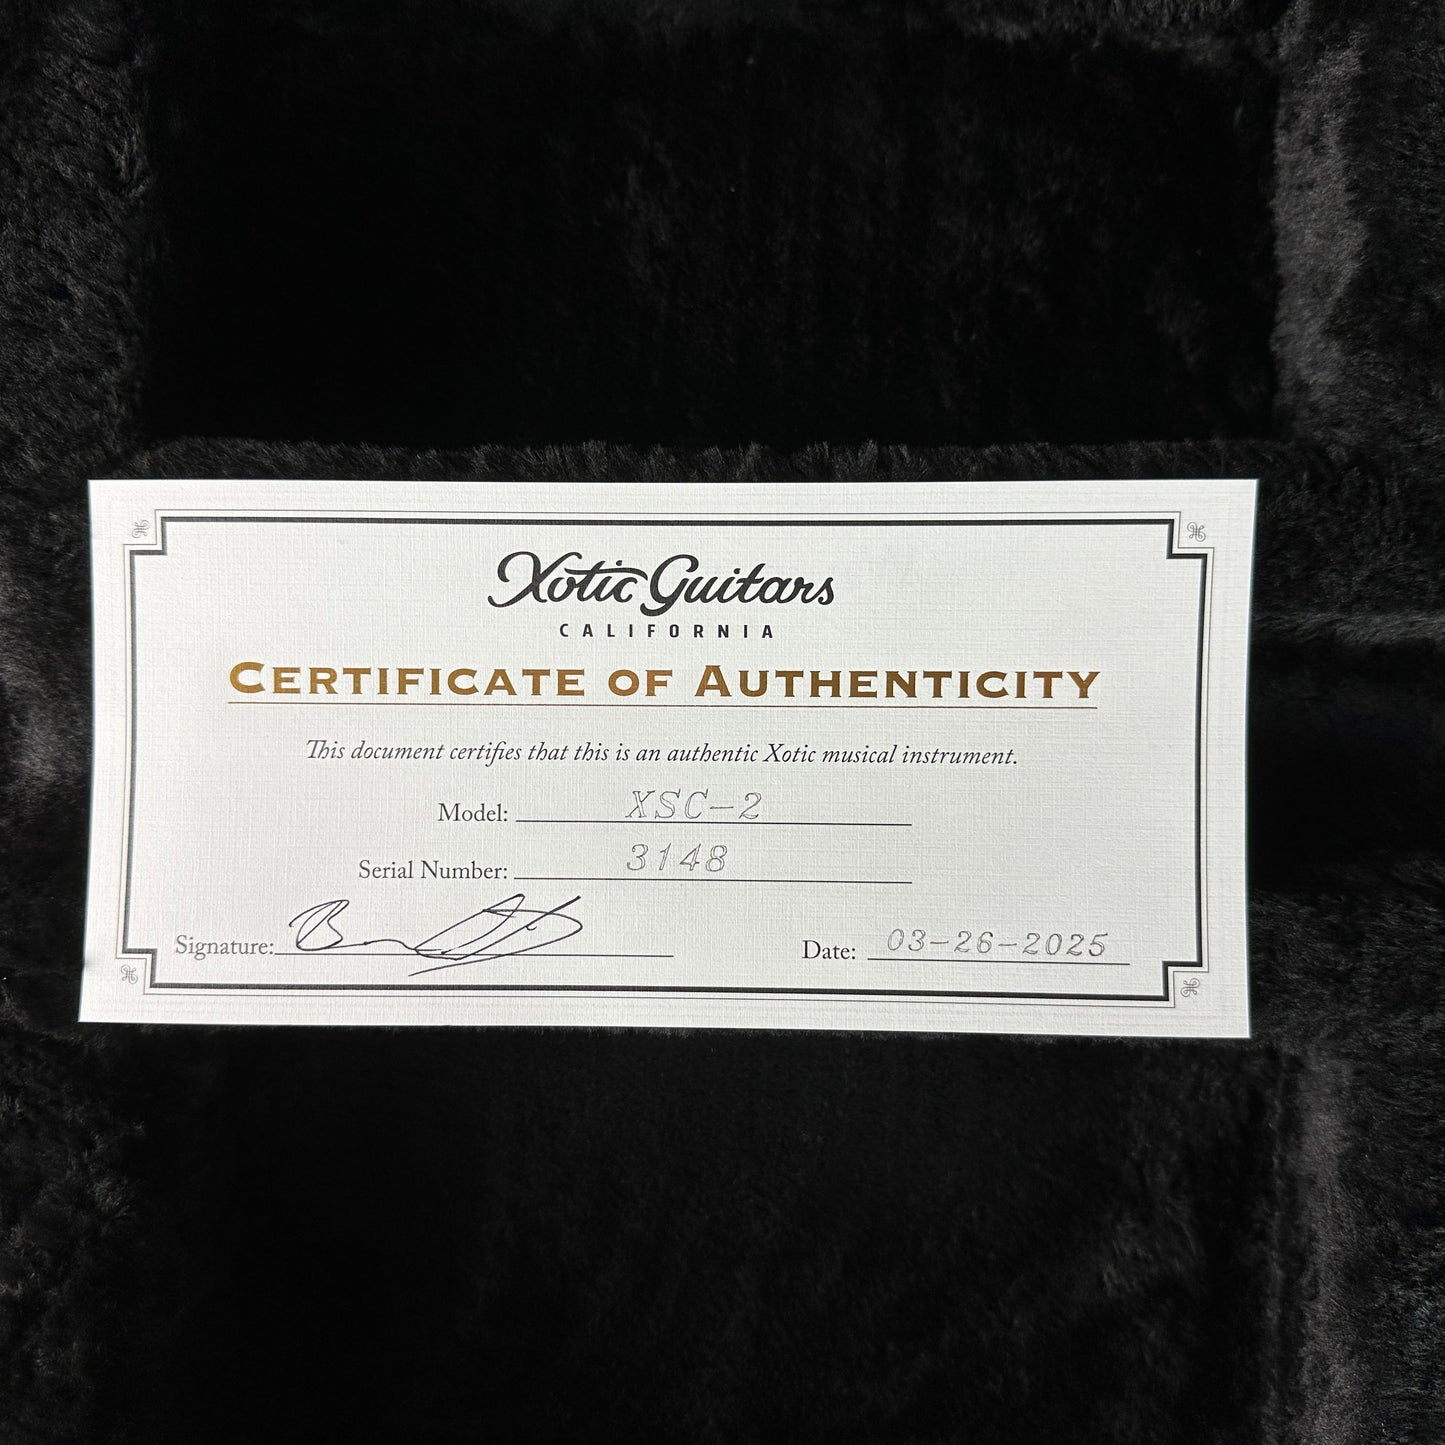 Xotic Guitars
CALIFORNIA
CERTIFICATE OF AUTHENTICITY
This document certifies that this is an authentic Xotic musical instrument.
Model: XSC-2
Serial Number: 3148
Signature: Date: 03-26-2025